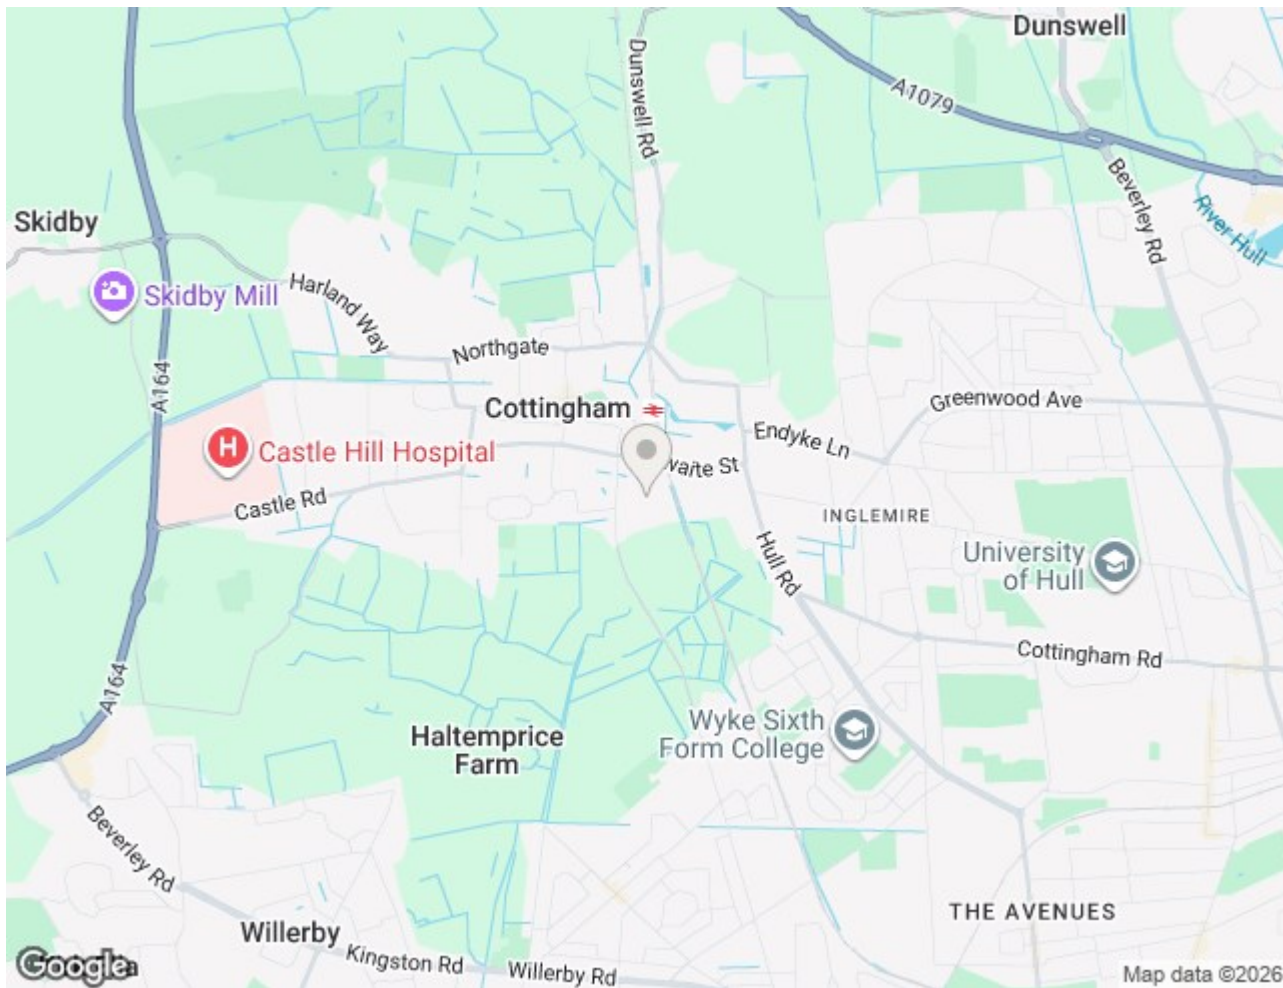 Dunswell
Dunswell Rd
A1079
Beverley Rd
River Hull
Skidby
Skidby Mill
Harland Way
Northgate
A164
Cottingham
Greenwood Ave
Endyke Ln
Castle Hill Hospital
H
Castle Rd
INGLEMIRE
Hull Rd
University
of Hull
Cottingham Rd
A164
Wyke Sixth
Form College
Haltemprice
Farm
Beverley Rd
THE AVENUES
Willerby
Kingston Rd
Willerby Rd
Google
Map data ©2026